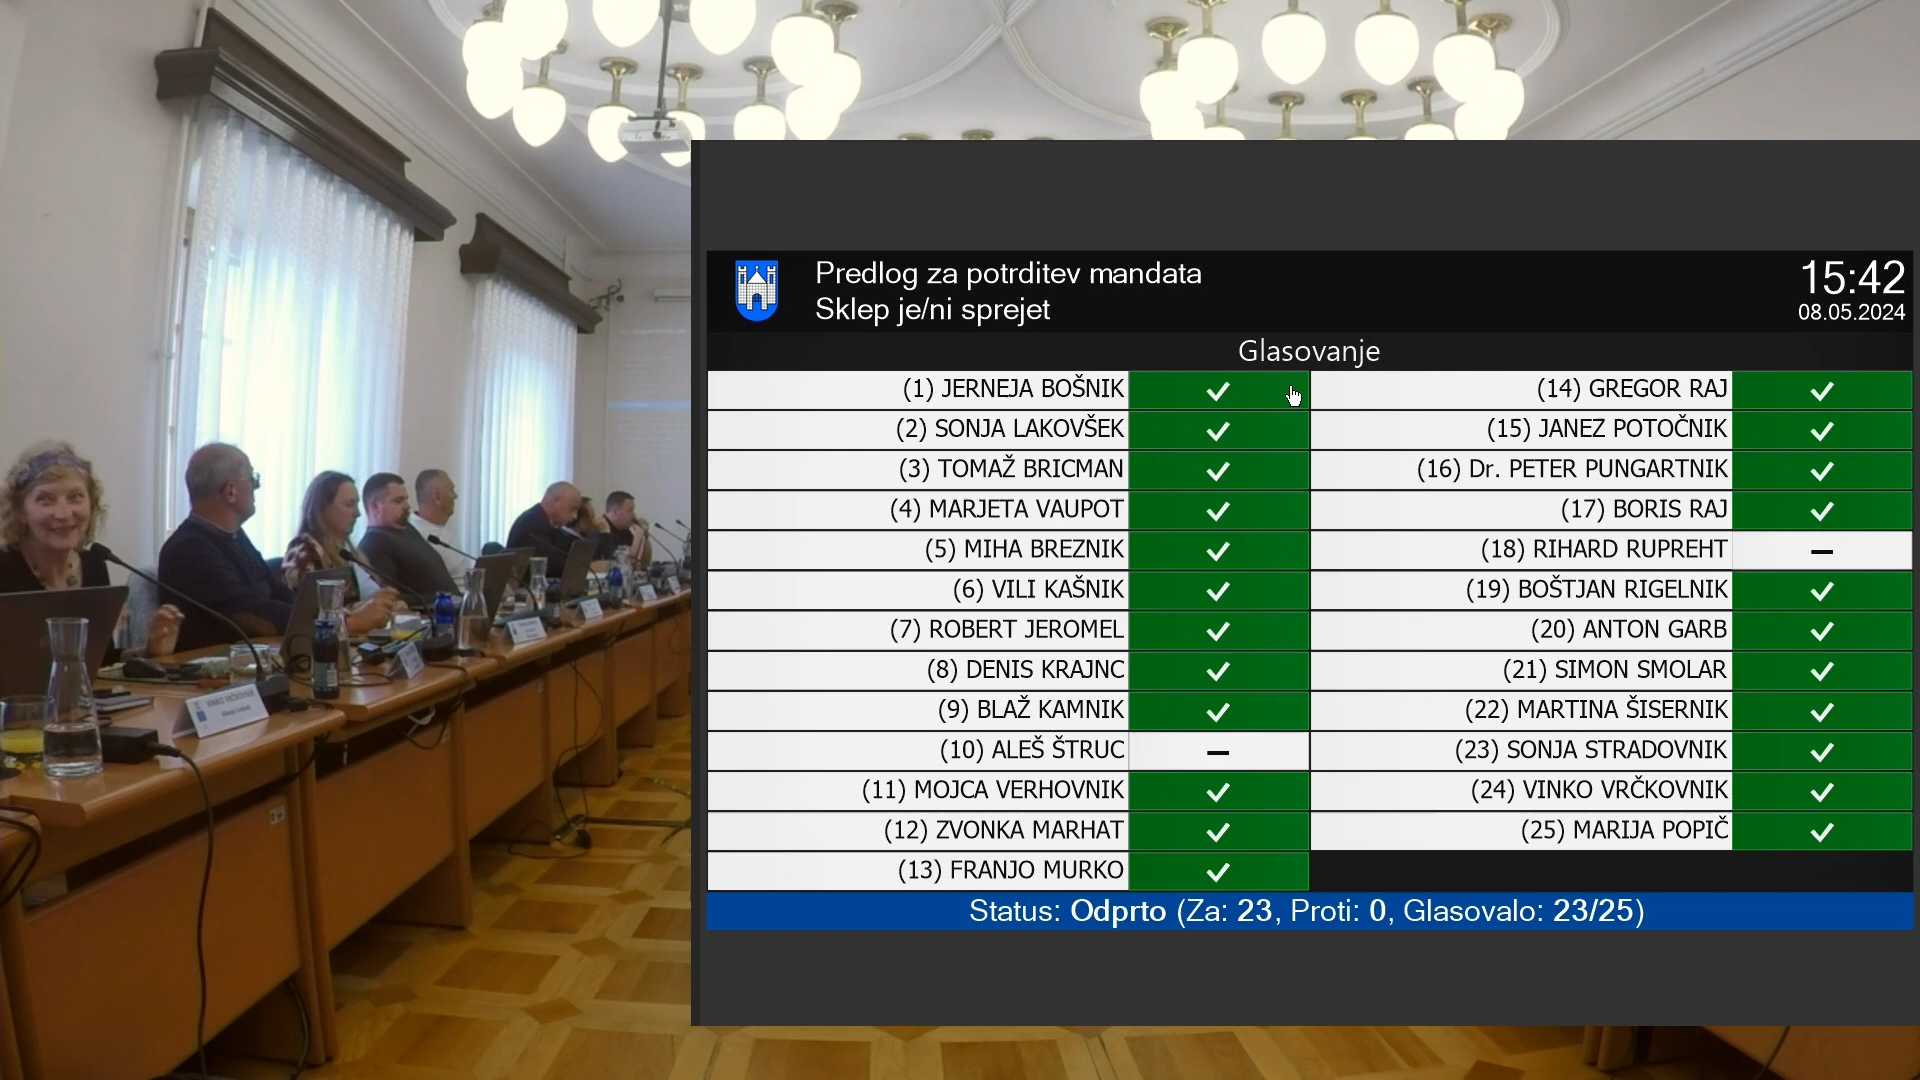 Predlog za potrditev mandata
Sklep je/ni sprejet
15:42
08.05.2024
Glasovanje
(1) JERNEJA BOŠNIK
(2) SONJA LAKOVŠEK
(3) TOMAŽ BRICMAN
(4) MARJETA VAUPOT
(5) MIHA BREZNIK
(6) VILI KAŠNIK
(7) ROBERT JEROMEL
(8) DENIS KRAJNC
(9) BLAŽ KAMNIK
(10) ALEŠ ŠTRUC
(11) MOJCA VERHOVNIK
(12) ZVONKA MARHAT
(13) FRANJO MURKO
(14) GREGOR RAJ
(15) JANEZ POTOČNIK
(16) Dr. PETER PUNGARTNIK
(17) BORIS RAJ
(18) RIHARD RUPREHT
(19) BOŠTJAN RIGELNIK
(20) ANTON GARB
(21) SIMON SMOLAR
(22) MARTINA ŠISERNIK
(23) SONJA STRADOVNIK
(24) VINKO VRČKOVNIK
(25) MARIJA POPIČ
Status: Odprto (Za: 23, Proti: 0, Glasovalo: 23/25)
VINKO VRČKOVNIK